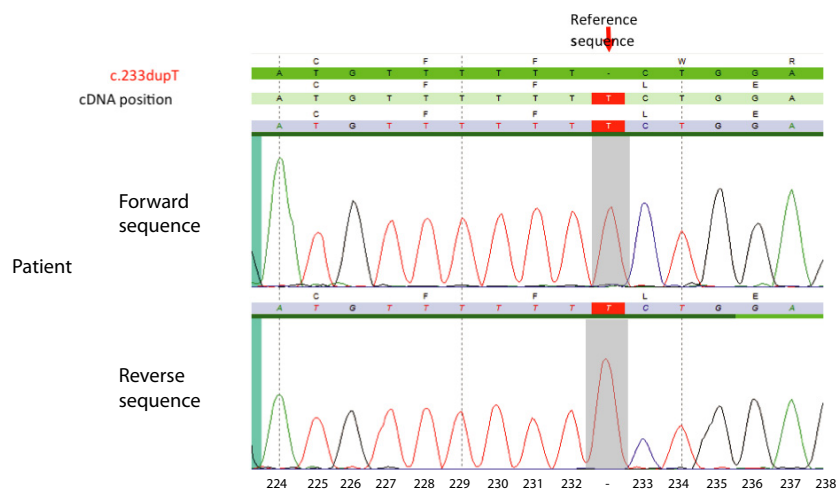 Reference
sequence
C F F W R
c.233dupT A T G T T T T T T - C T G G A
C F F L E
cDNA position A T G T T T T T T T C T G G A
C F F L E
A T G T T T T T T T C T G G A
Forward
sequence
Patient
C F F L E
A T G T T T T T T T C T G G A
Reverse
sequence
224 225 226 227 228 229 230 231 232 - 233 234 235 236 237 238